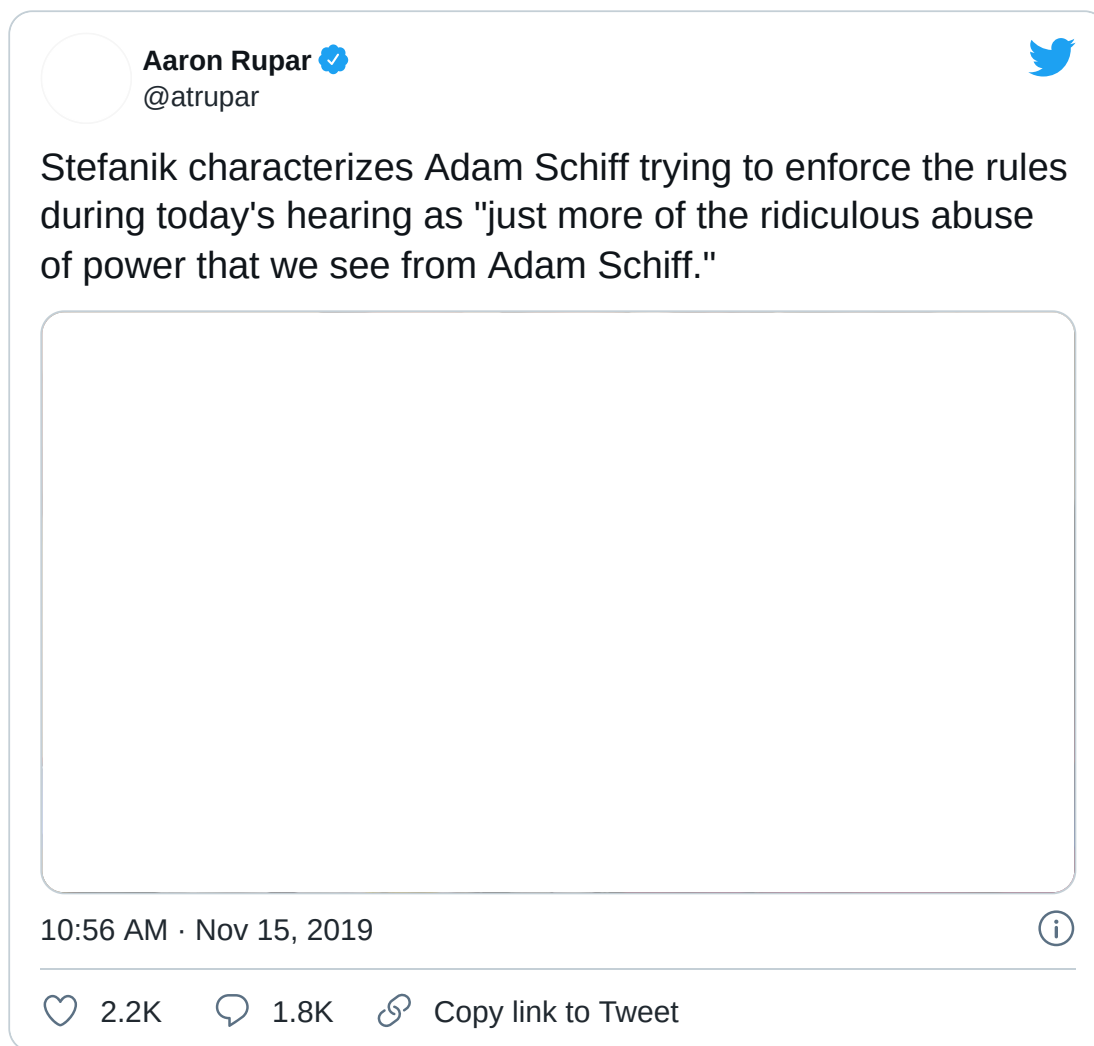 Aaron Rupar
@atrupar
Stefanik characterizes Adam Schiff trying to enforce the rules
during today's hearing as "just more of the ridiculous abuse
of power that we see from Adam Schiff."
10:56 AM · Nov 15, 2019
2.2K 1.8K Copy link to Tweet